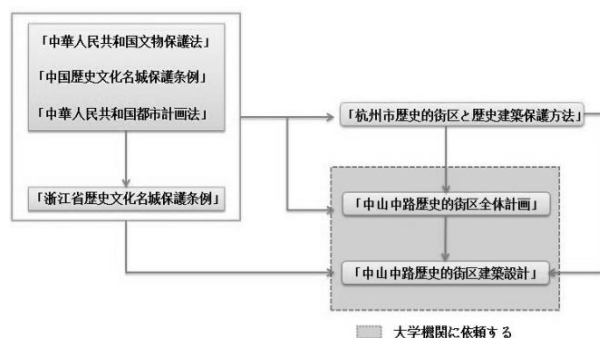 「中華人民共和国文物保護法」
「中国歴史文化名城保護条例」
「中華人民共和国都市計画法」
「浙江省歴史文化名城保護条例」
「杭州市歴史的街区と歴史建築保護方法」
「中山中路歴史的街区全体計画」
「中山中路歴史的街区建築設計」
大学機関に依頼する